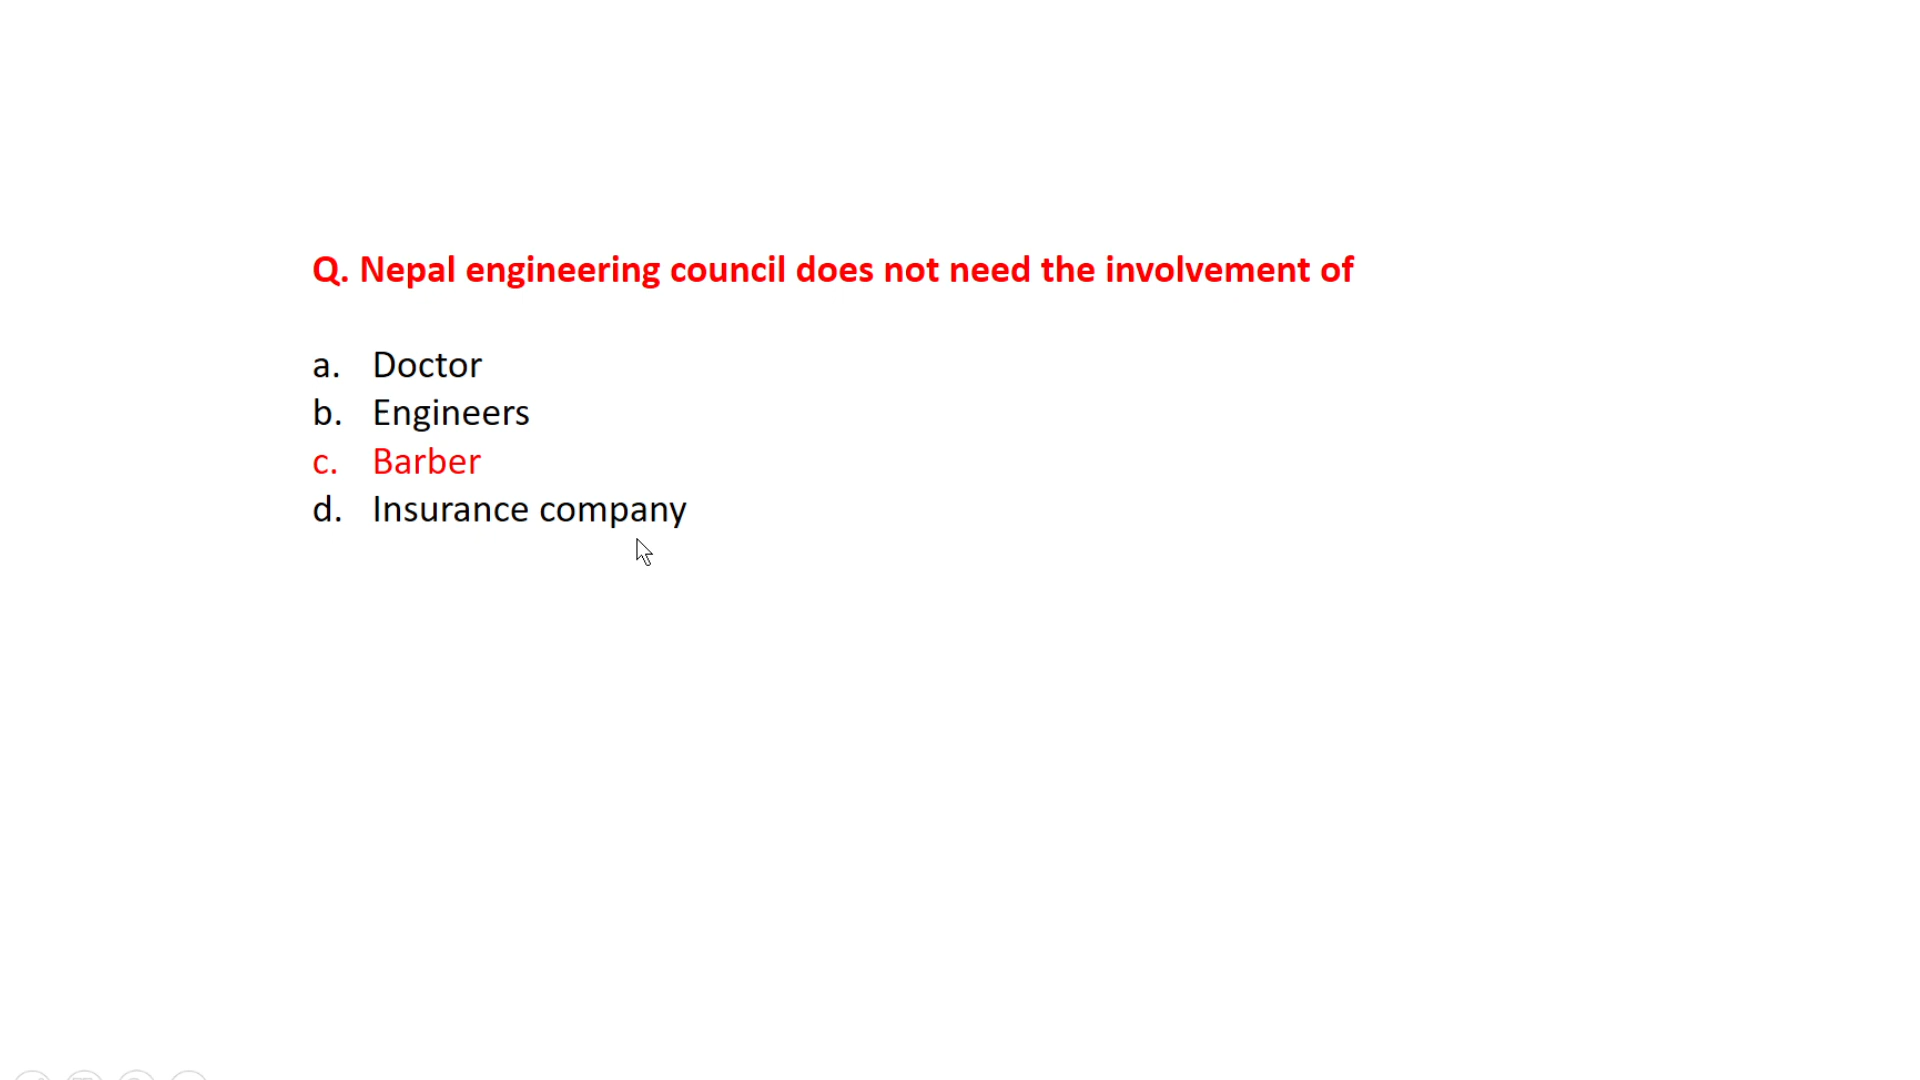 Q. Nepal engineering council does not need the involvement of
a. Doctor
b. Engineers
c. Barber
d. Insurance company